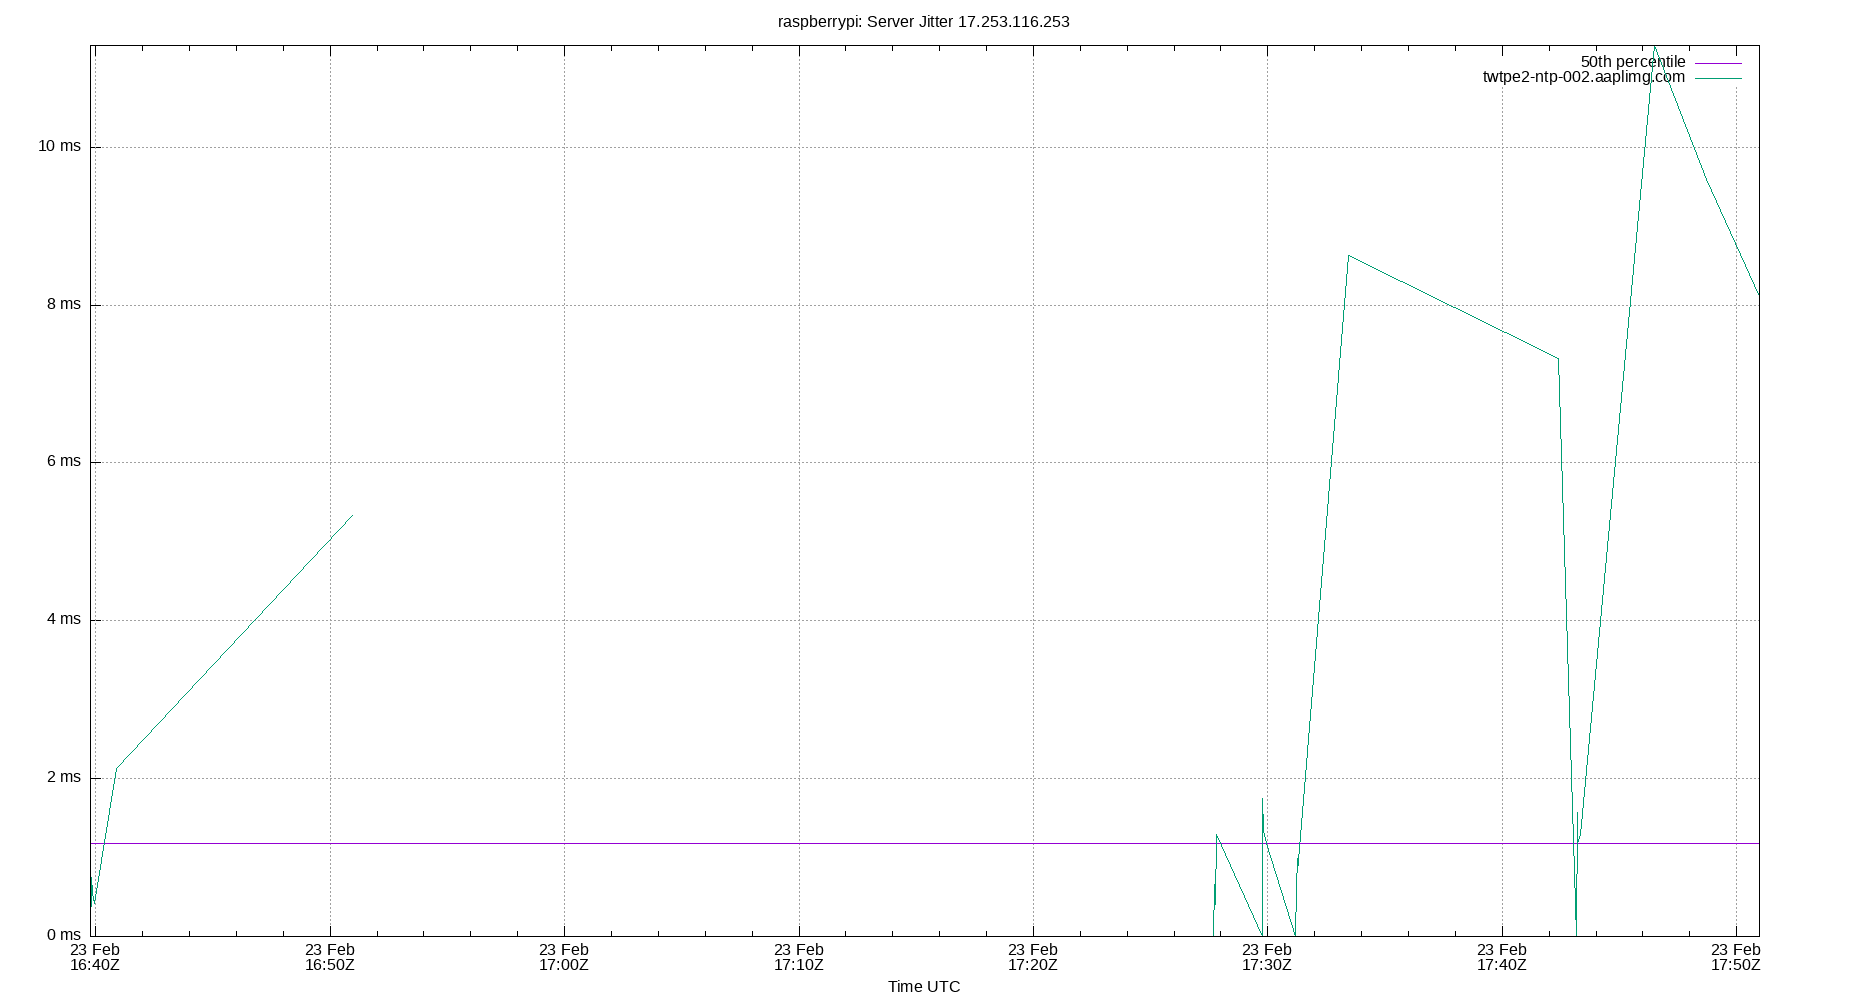 raspberrypi: Server Jitter 17.253.116.253
50th percentile
twtpe2-ntp-002.aaplimg.com
10 ms
8 ms
6 ms
4 ms
2 ms
0 ms
23 Feb 23 Feb 23 Feb 23 Feb 23 Feb 23 Feb 23 Feb 23 Feb
16:40Z 16:50Z 17:00Z 17:10Z 17:20Z 17:30Z 17:40Z 17:50Z
Time UTC